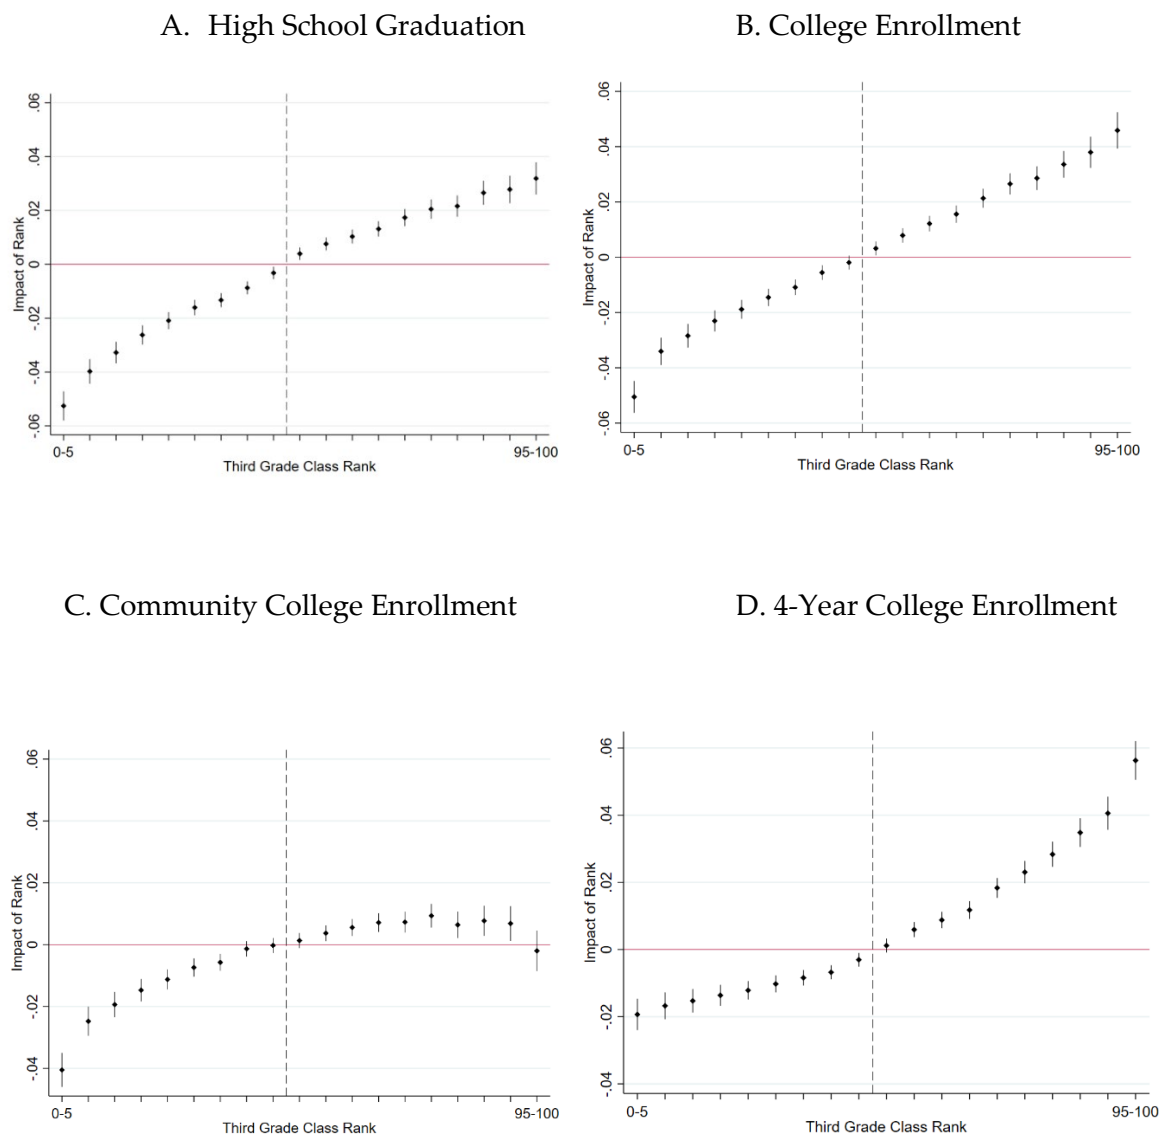 A. High School Graduation
B. College Enrollment
.06
.04
.02
0
-.02
-.04
-.06
Impact of Rank
0-5
95-100
Third Grade Class Rank
.06
.04
.02
0
-.02
-.04
-.06
Impact of Rank
0-5
95-100
Third Grade Class Rank
C. Community College Enrollment
D. 4-Year College Enrollment
.06
.04
.02
0
-.02
-.04
Impact of Rank
0-5
95-100
Third Grade Class Rank
.06
.04
.02
0
-.02
-.04
Impact of Rank
0-5
95-100
Third Grade Class Rank